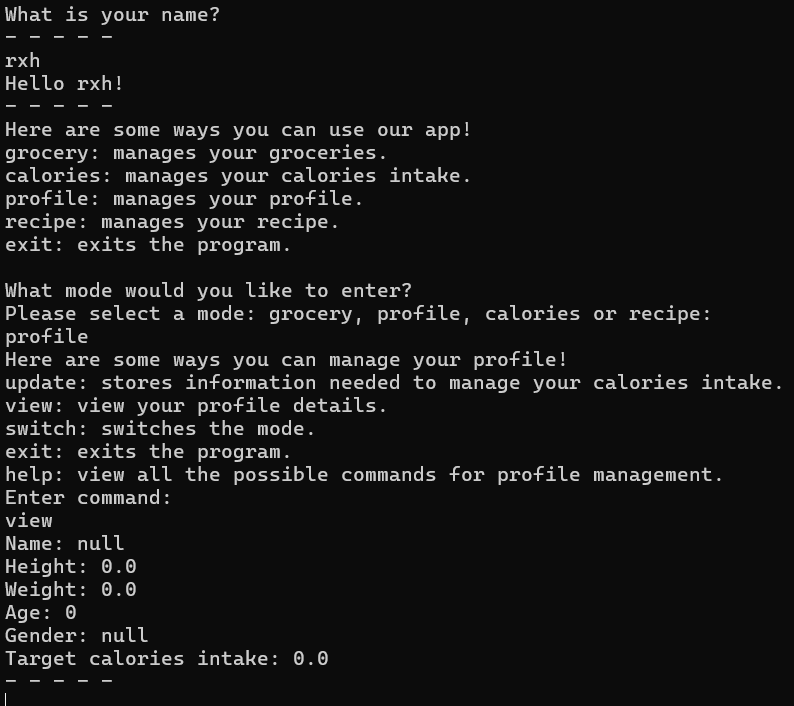 What is your name?
- - - - -
rxh
Hello rxh!
- - - - -
Here are some ways you can use our app!
grocery: manages your groceries.
calories: manages your calories intake.
profile: manages your profile.
recipe: manages your recipe.
exit: exits the program.

What mode would you like to enter?
Please select a mode: grocery, profile, calories or recipe:
profile
Here are some ways you can manage your profile!
update: stores information needed to manage your calories intake.
view: view your profile details.
switch: switches the mode.
exit: exits the program.
help: view all the possible commands for profile management.
Enter command:
view
Name: null
Height: 0.0
Weight: 0.0
Age: 0
Gender: null
Target calories intake: 0.0
- - - - -